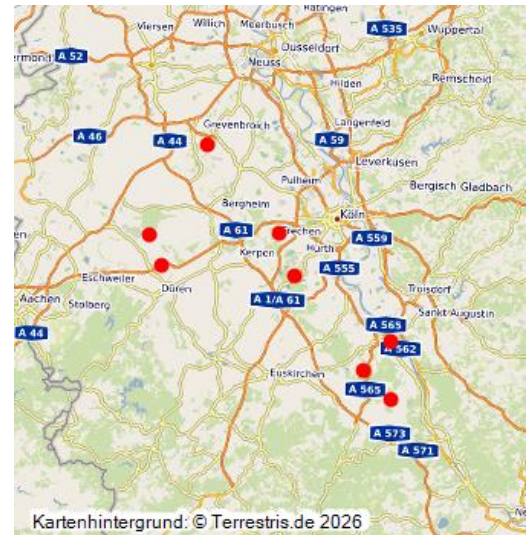 Ratingen
Viersen
Willich
Meerbusch
A 535
Wuppertal
ermond
A 52
Düsseldorf
Neuss
Hilden
Remscheid
Grevenbroich
Langenfeld
A 46
A 44
A 59
Leverkusen
Pulheim
Bergisch Gladbach
Bergheim
Köln
A 61
Frechen
A 559
Kerpen
Hürth
Eschweiler
A 555
Aachen
Stolberg
Düren
A 1/A 61
Troisdorf
A 44
Sankt Augustin
A 565
A 562
Euskirchen
A 565
A 573
A 571
Ne
Kartenhintergrund: © Terrestris.de 2026